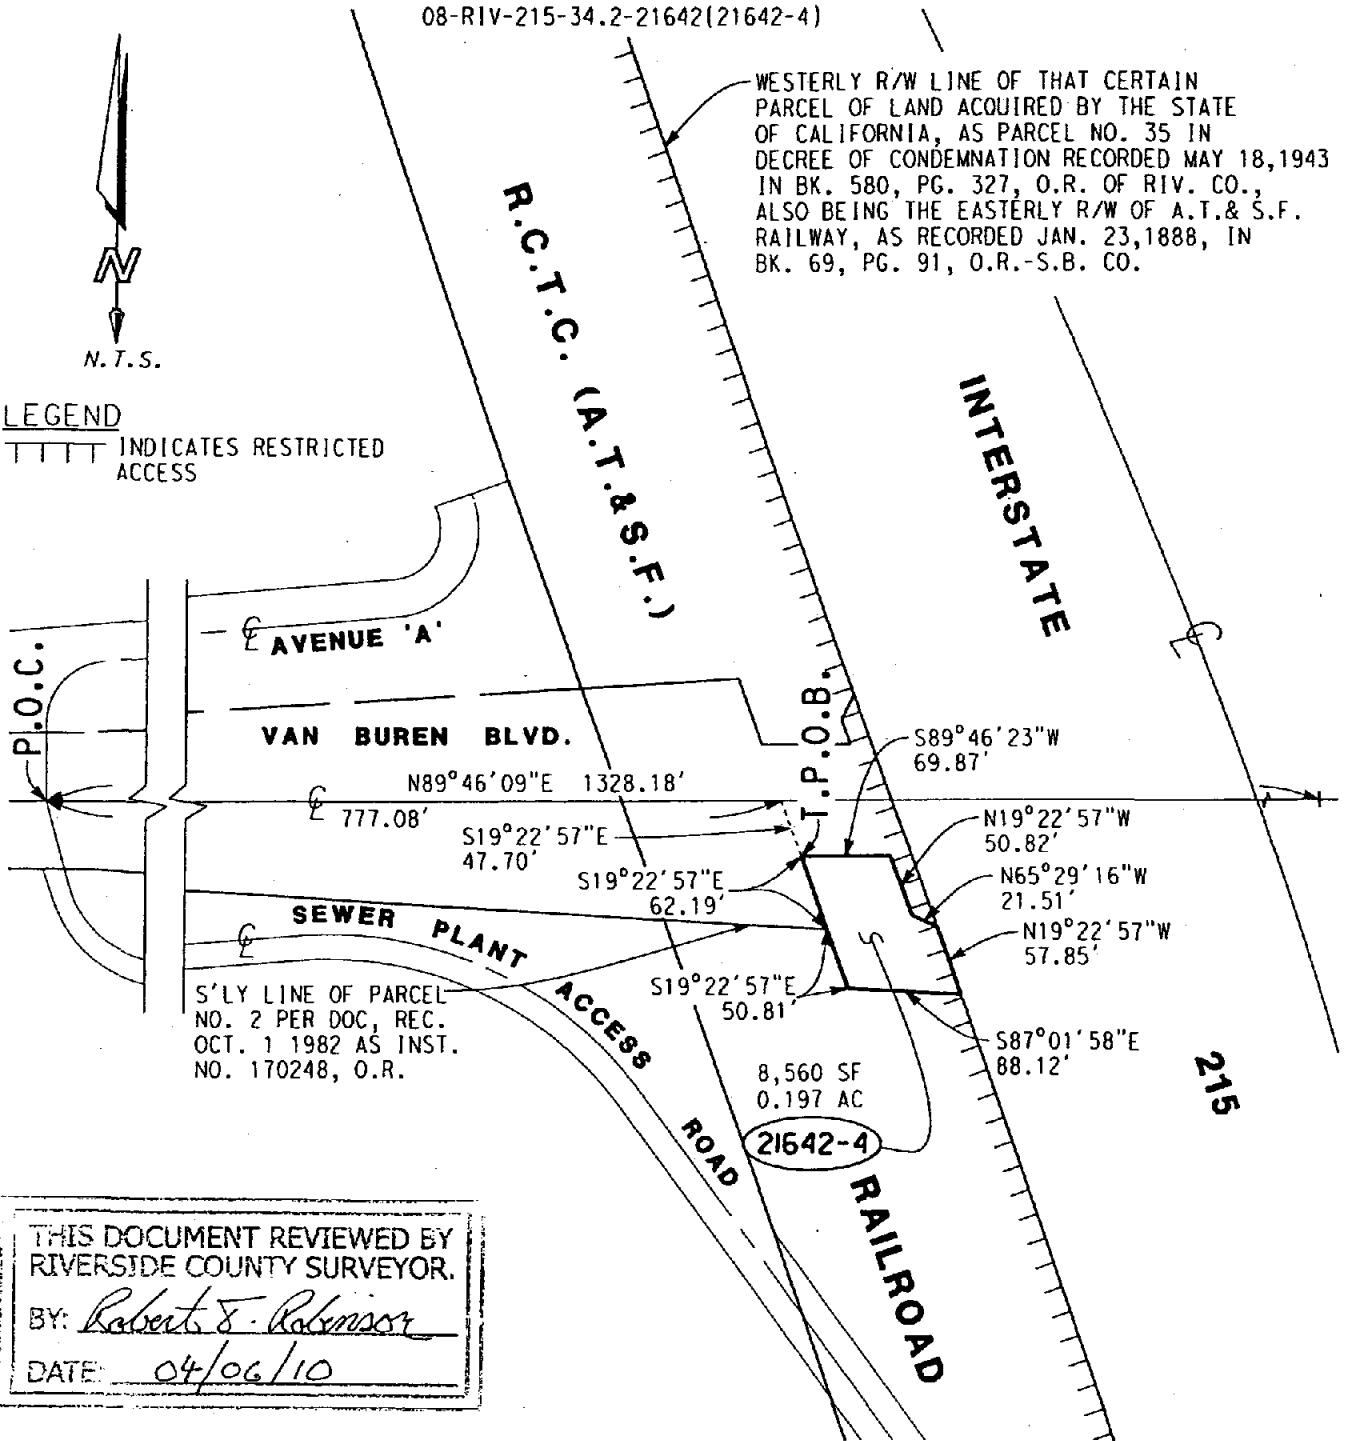 08-RIV-215-34.2-21642(21642-4)
WESTERLY R/W LINE OF THAT CERTAIN
PARCEL OF LAND ACQUIRED BY THE STATE
OF CALIFORNIA, AS PARCEL NO. 35 IN
DECREE OF CONDEMNATION RECORDED MAY 18,1943
IN BK. 580, PG. 327, O.R. OF RIV. CO.,
ALSO BEING THE EASTERLY R/W OF A.T.& S.F.
RAILWAY, AS RECORDED JAN. 23,1888, IN
BK. 69, PG. 91, O.R.-S.B. CO.
N
N.T.S.
LEGEND
INDICATES RESTRICTED
ACCESS
R.C.T.C. (A.T.&S.F.)
INTERSTATE
℄
℄ AVENUE 'A'
P.O.C.
T.P.O.B.
VAN BUREN BLVD.
S89°46'23"W
69.87'
N89°46'09"E 1328.18'
℄ 777.08'
S19°22'57"E
47.70'
N19°22'57"W
50.82'
S19°22'57"E
62.19'
N65°29'16"W
21.51'
N19°22'57"W
57.85'
℄ SEWER PLANT ACCESS ROAD
S19°22'57"E
50.81'
S'LY LINE OF PARCEL
NO. 2 PER DOC, REC.
OCT. 1 1982 AS INST.
NO. 170248, O.R.
S87°01'58"E
88.12'
215
8,560 SF
0.197 AC
21642-4
RAILROAD
THIS DOCUMENT REVIEWED BY
RIVERSIDE COUNTY SURVEYOR.
BY: Robert F. Robinson
DATE: 04/06/10